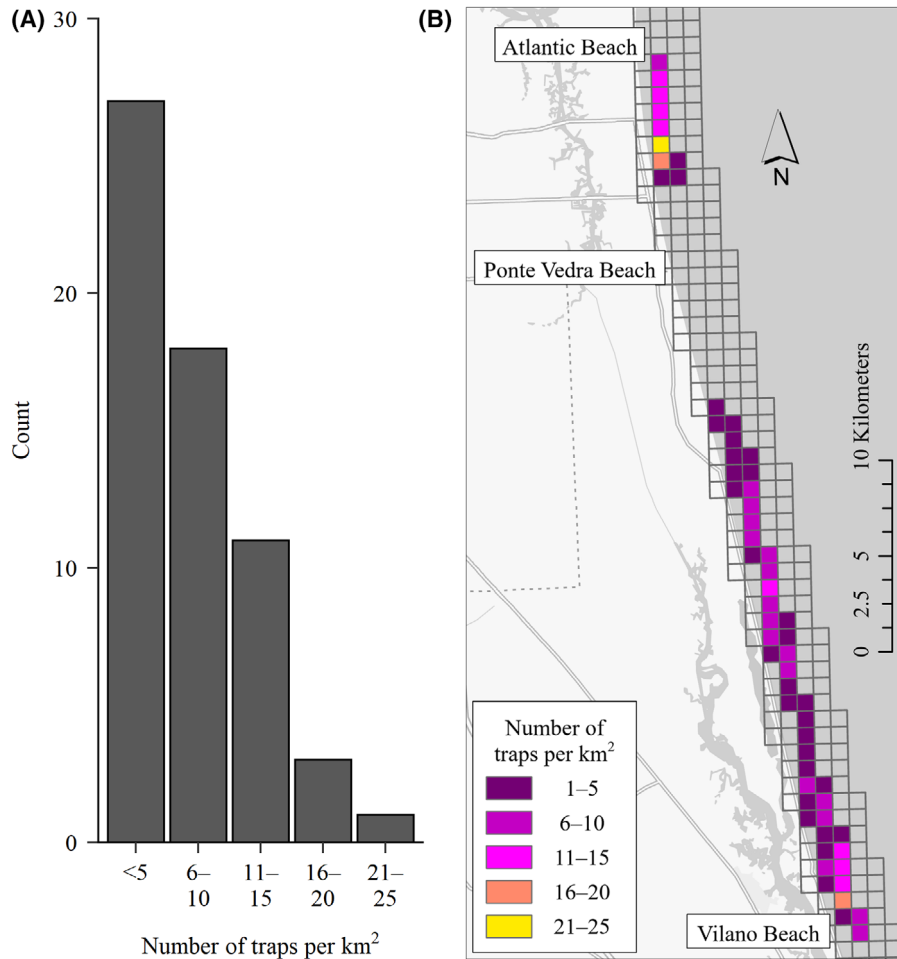 (A)
30
20
10
0
Count
<5
6–
10
11–
15
16–
20
21–
25
Number of traps per km²
(B)
Atlantic Beach
N
Ponte Vedra Beach
10 Kilometers
5
2.5
0
Number of
traps per km²
1–5
6–10
11–15
16–20
21–25
Vilano Beach